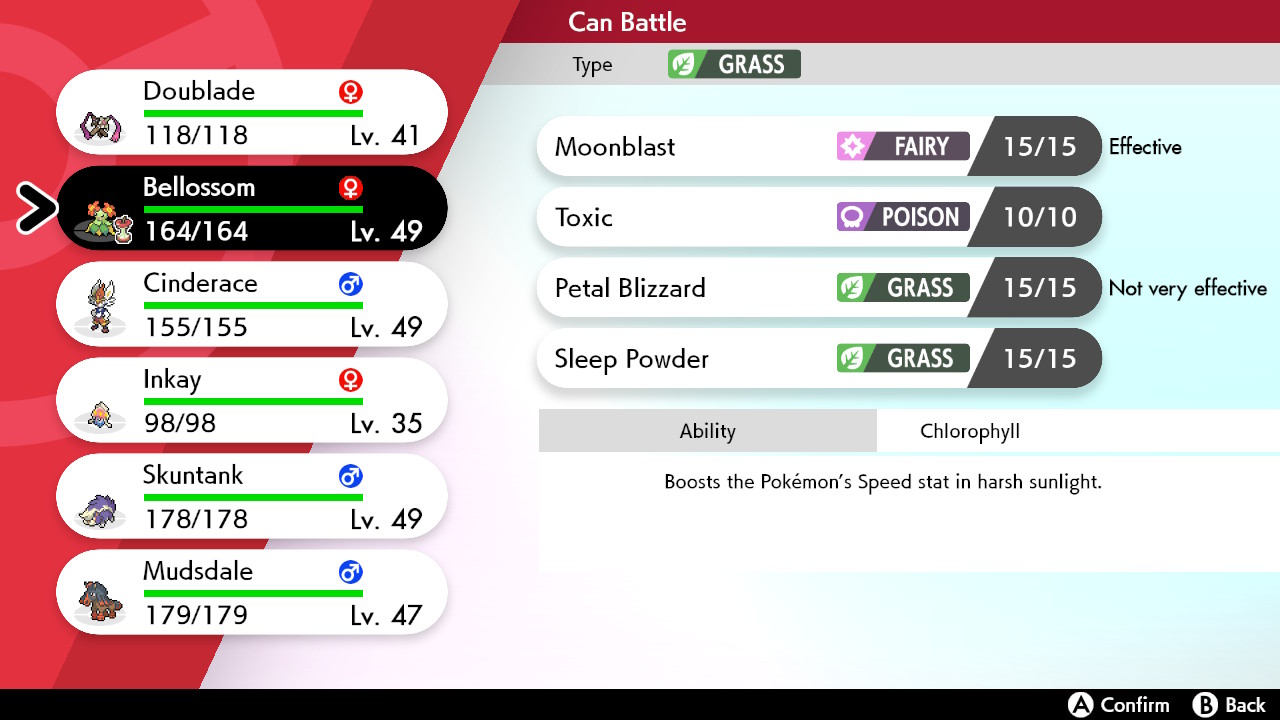 Can Battle
Type GRASS
Doublade ♀
118/118 Lv. 41
Bellossom ♀
164/164 Lv. 49
Cinderace ♂
155/155 Lv. 49
Inkay ♀
98/98 Lv. 35
Skuntank ♂
178/178 Lv. 49
Mudsdale ♂
179/179 Lv. 47
Moonblast FAIRY 15/15 Effective
Toxic POISON 10/10
Petal Blizzard GRASS 15/15 Not very effective
Sleep Powder GRASS 15/15
Ability Chlorophyll
Boosts the Pokémon's Speed stat in harsh sunlight.
A Confirm B Back